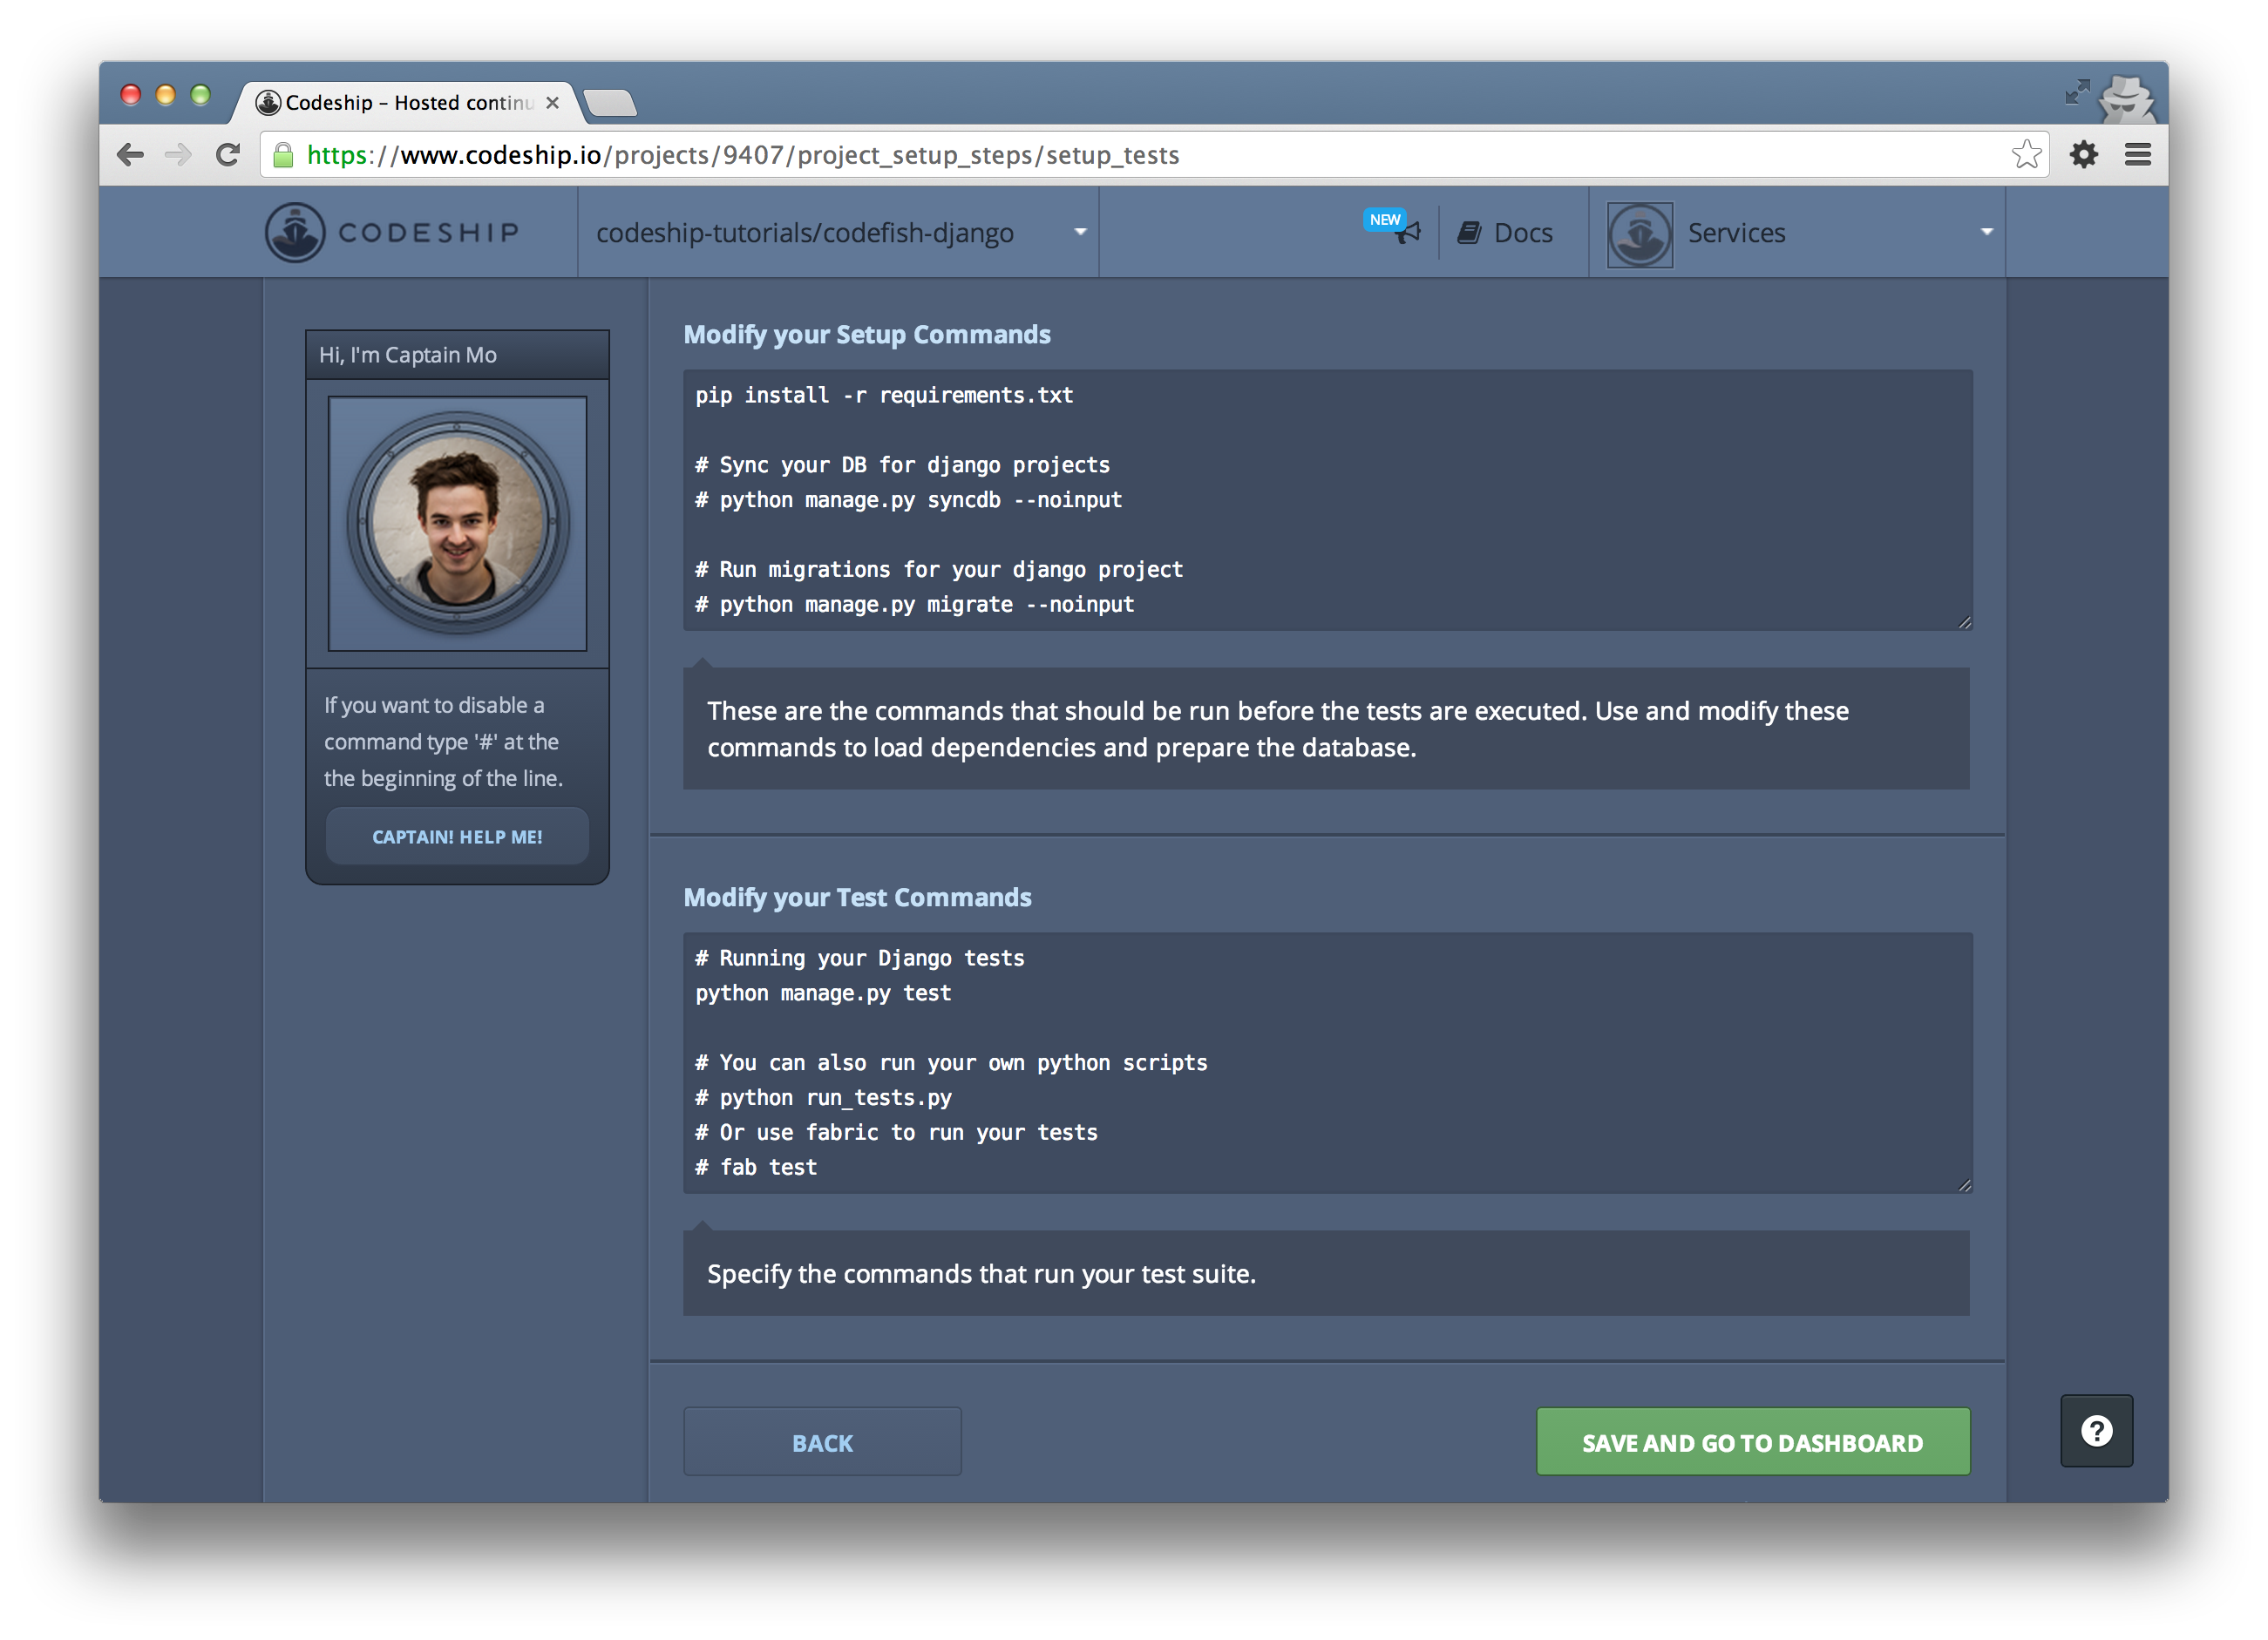 Codeship – Hosted continu
https://www.codeship.io/projects/9407/project_setup_steps/setup_tests
CODESHIP
codeship-tutorials/codefish-django
NEW
Docs
Services
Hi, I'm Captain Mo
If you want to disable a
command type '#' at the
the beginning of the line.
CAPTAIN! HELP ME!
Modify your Setup Commands
pip install -r requirements.txt
# Sync your DB for django projects
# python manage.py syncdb --noinput
# Run migrations for your django project
# python manage.py migrate --noinput
These are the commands that should be run before the tests are executed. Use and modify these
commands to load dependencies and prepare the database.
Modify your Test Commands
# Running your Django tests
python manage.py test
# You can also run your own python scripts
# python run_tests.py
# Or use fabric to run your tests
# fab test
Specify the commands that run your test suite.
BACK
SAVE AND GO TO DASHBOARD
?